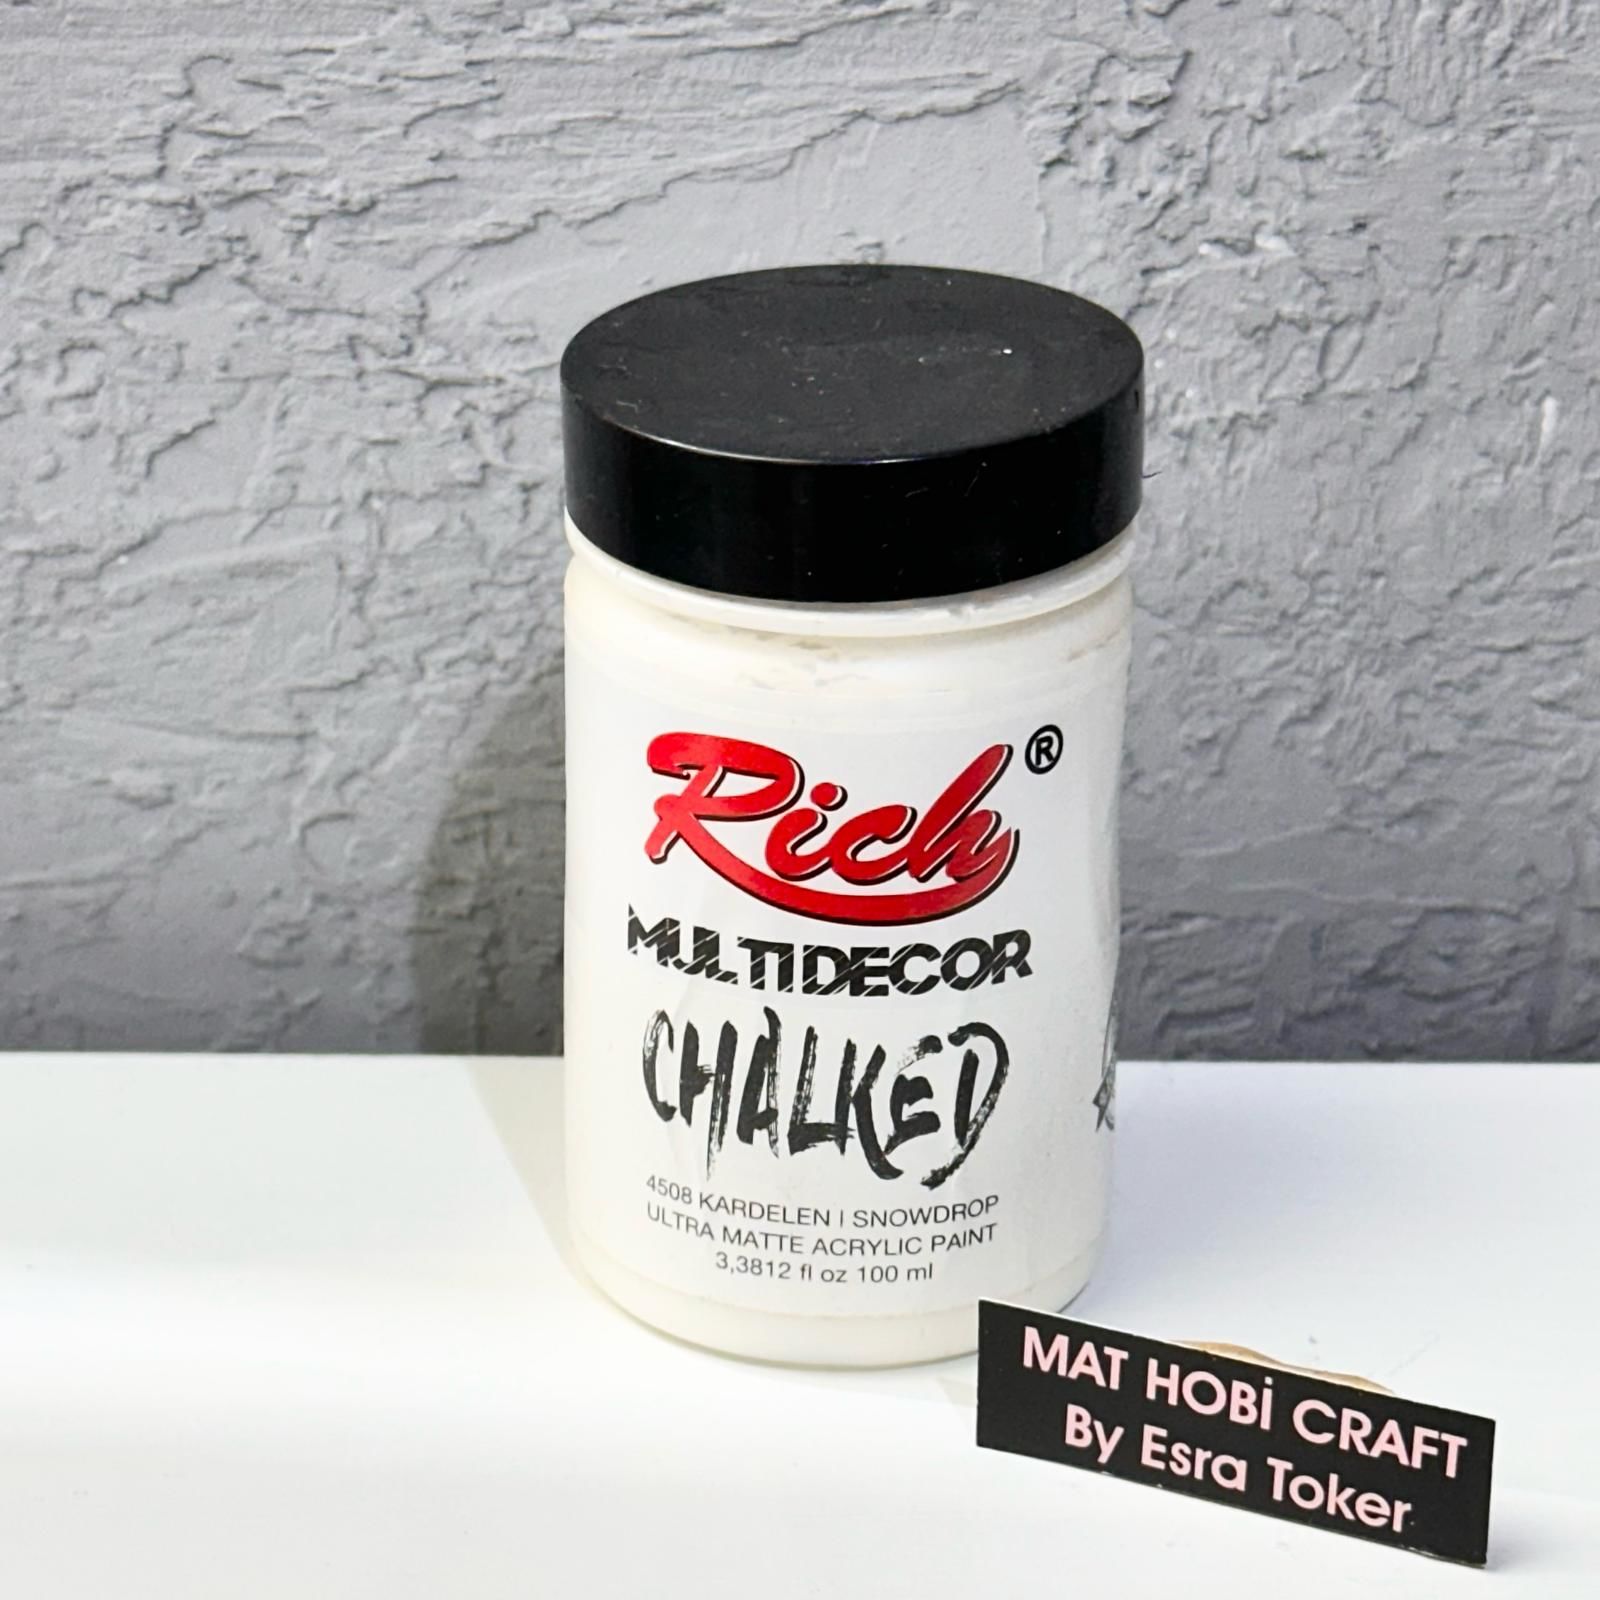 Rich ®
MULTIDECOR
CHALKED
4508 KARDELEN | SNOWDROP
ULTRA MATTE ACRYLIC PAINT
3,3812 fl oz 100 ml
MAT HOBİ CRAFT
By Esra Toker